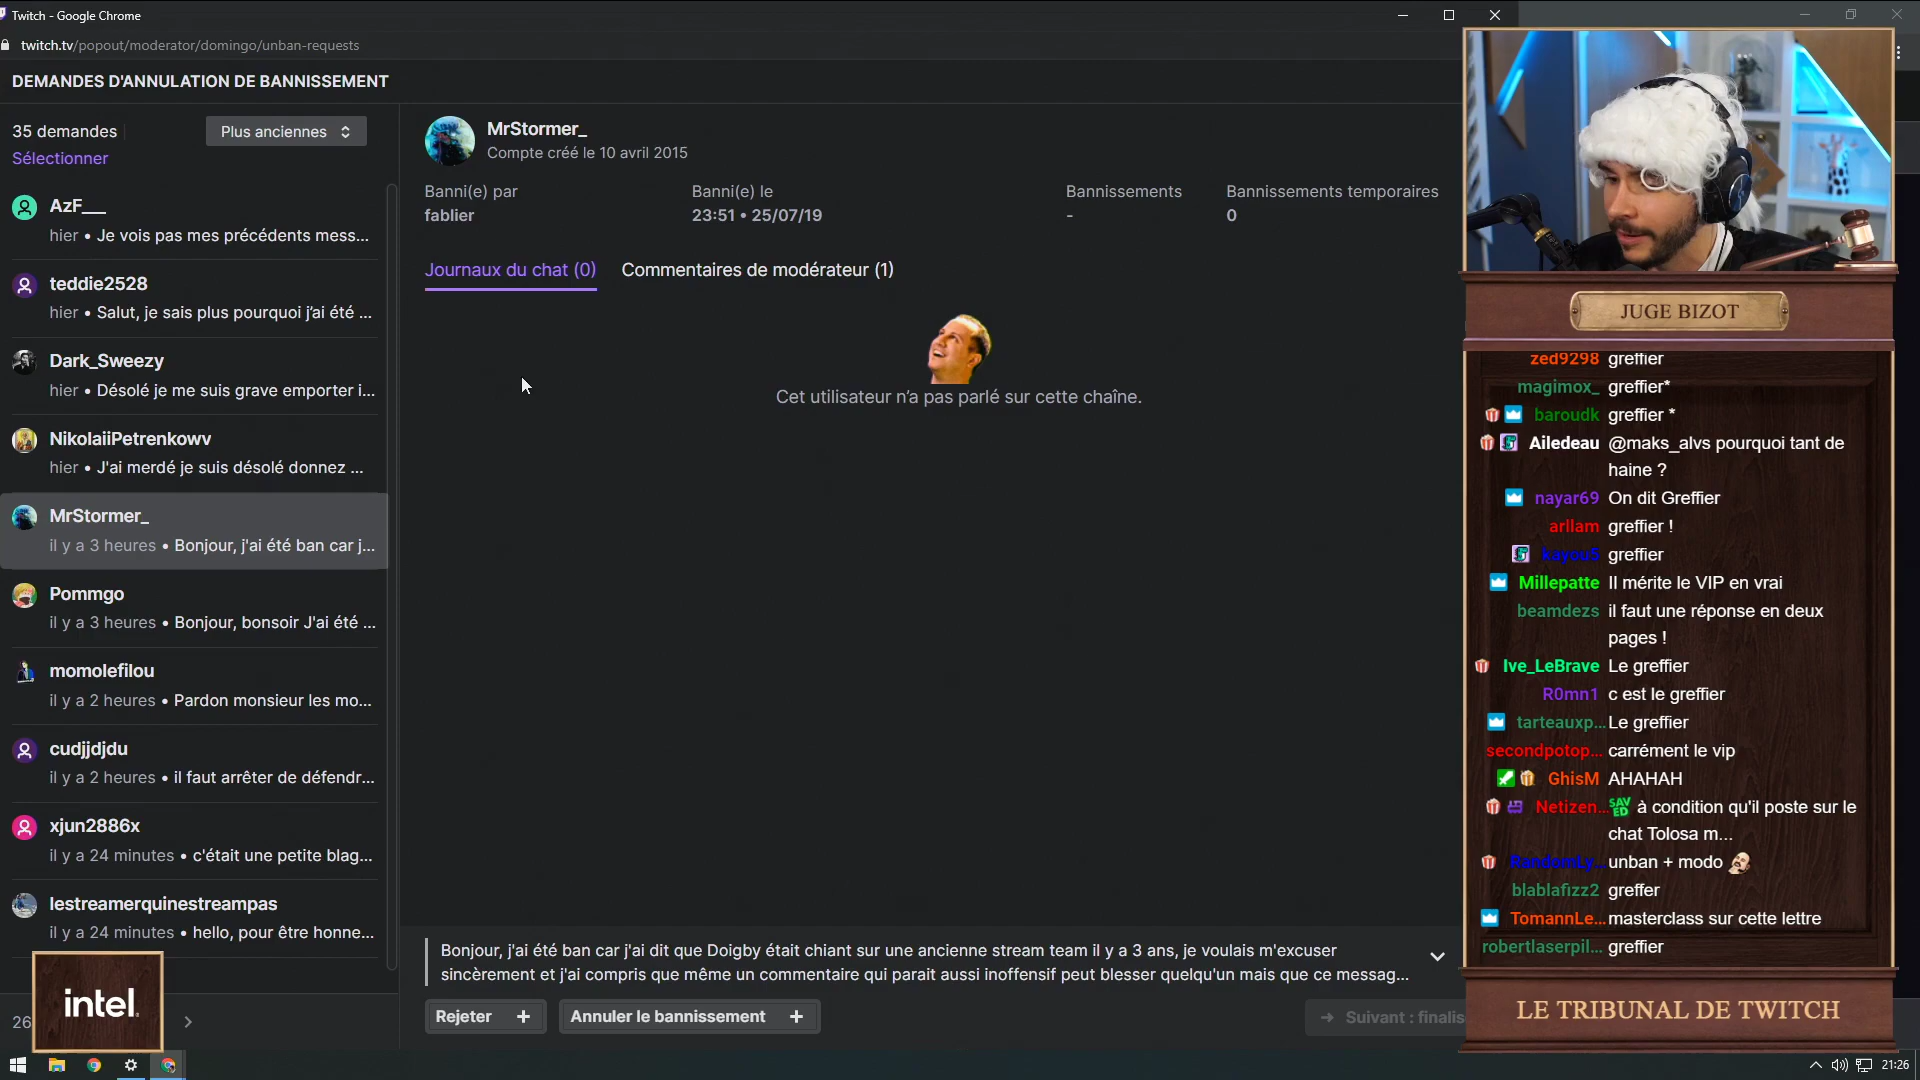 Twitch - Google Chrome
twitch.tv/popout/moderator/domingo/unban-requests
DEMANDES D'ANNULATION DE BANNISSEMENT
35 demandes
Plus anciennes
Sélectionner
AzF___
hier • Je vois pas mes précédents mess...
teddie2528
hier • Salut, je sais plus pourquoi j'ai été ...
Dark_Sweezy
hier • Désolé je me suis grave emporter i...
NikolaiiPetrenkowv
hier • J'ai merdé je suis désolé donnez ...
MrStormer_
il y a 3 heures • Bonjour, j'ai été ban car j...
Pommgo
il y a 3 heures • Bonjour, bonsoir J'ai été ...
momolefilou
il y a 2 heures • Pardon monsieur les mo...
cudjjdjdu
il y a 2 heures • il faut arrêter de défendr...
xjun2886x
il y a 24 minutes • c'était une petite blag...
lestreamerquinestreampas
il y a 24 minutes • hello, pour être honne...
26
intel.
MrStormer_
Compte créé le 10 avril 2015
Banni(e) par
fablier
Banni(e) le
23:51 • 25/07/19
Bannissements
-
Bannissements temporaires
0
Journaux du chat (0)
Commentaires de modérateur (1)
Cet utilisateur n'a pas parlé sur cette chaîne.
Bonjour, j'ai été ban car j'ai dit que Doigby était chiant sur une ancienne stream team il y a 3 ans, je voulais m'excuser
sincèrement et j'ai compris que même un commentaire qui parait aussi inoffensif peut blesser quelqu'un mais que ce messag...
Rejeter +
Annuler le bannissement +
→ Suivant : finalis
JUGE BIZOT
zed9298 greffier
magimox_ greffier*
baroudk greffier *
Ailedeau @maks_alvs pourquoi tant de
haine ?
nayar69 On dit Greffier
arllam greffier !
kayou5 greffier
Millepatte Il mérite le VIP en vrai
beamdezs il faut une réponse en deux
pages !
Ive_LeBrave Le greffier
R0mn1 c est le greffier
tarteauxp... Le greffier
secondpotop... carrément le vip
GhisM AHAHAH
Netizen... SAVED à condition qu'il poste sur le
chat Tolosa m...
RandomLy... unban + modo
blablafizz2 greffer
TomannLe... masterclass sur cette lettre
robertlaserpil... greffier
LE TRIBUNAL DE TWITCH
21:26